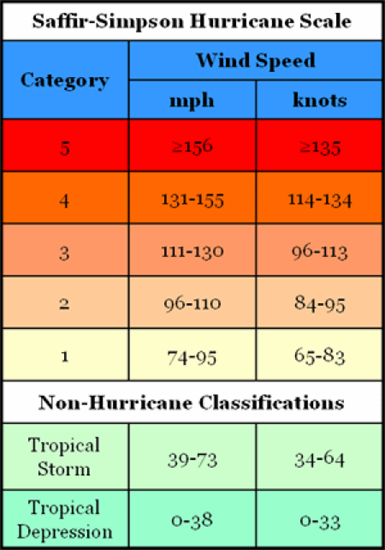 Saffir-Simpson Hurricane Scale
Category
Wind Speed
mph knots
5 ≥156 ≥135
4 131-155 114-134
3 111-130 96-113
2 96-110 84-95
1 74-95 65-83
Non-Hurricane Classifications
Tropical
Storm
39-73 34-64
Tropical
Depression
0-38 0-33